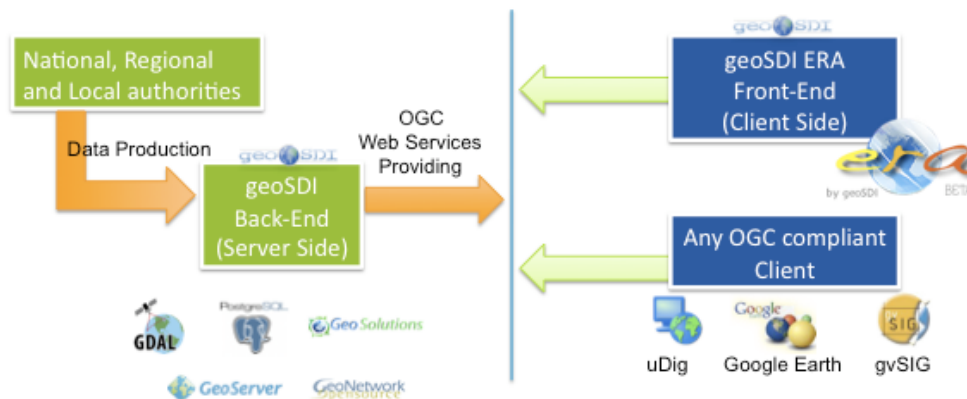 National, Regional
and Local authorities
Data Production
geoSDI
geoSDI
Back-End
(Server Side)
OGC
Web Services
Providing
GDAL
PostgreSQL
GeoSolutions
GeoServer
GeoNetwork
opensource
geoSDI
geoSDI ERA
Front-End
(Client Side)
era
by geoSDI
BETA
Any OGC compliant
Client
uDig
Google
Google Earth
SIG
gvSIG